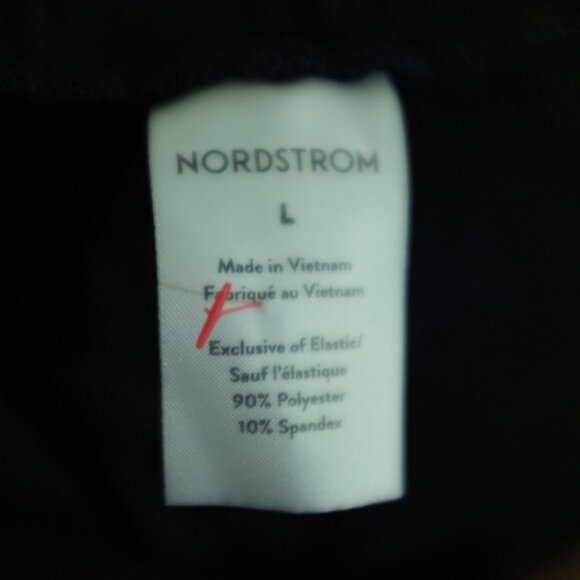 NORDSTROM
L
Made in Vietnam
Fabriqué au Vietnam
Exclusive of Elastic/
Sauf l'élastique
90% Polyester
10% Spandex